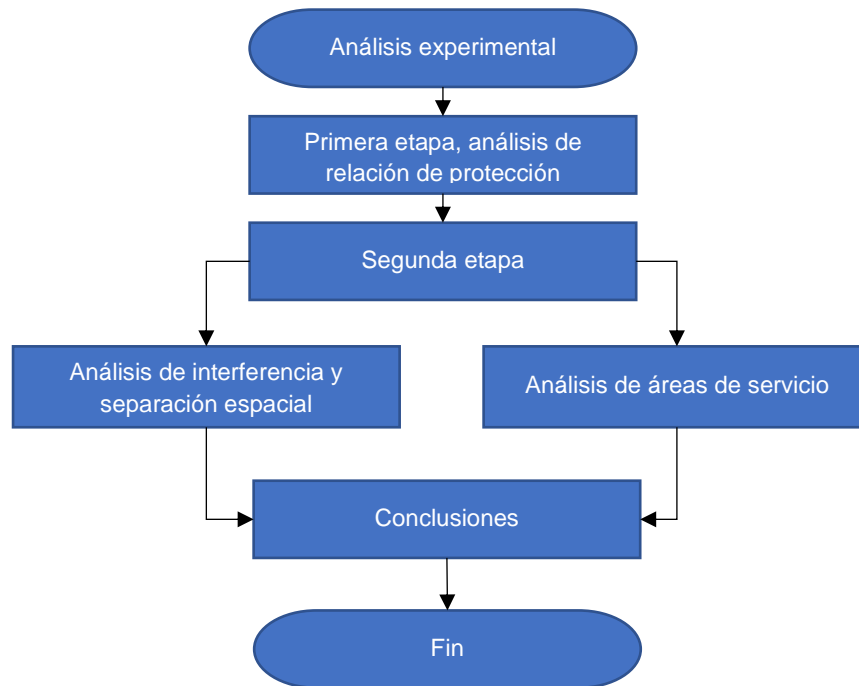 Análisis experimental
Primera etapa, análisis de
relación de protección
Segunda etapa
Análisis de interferencia y
separación espacial
Análisis de áreas de servicio
Conclusiones
Fin